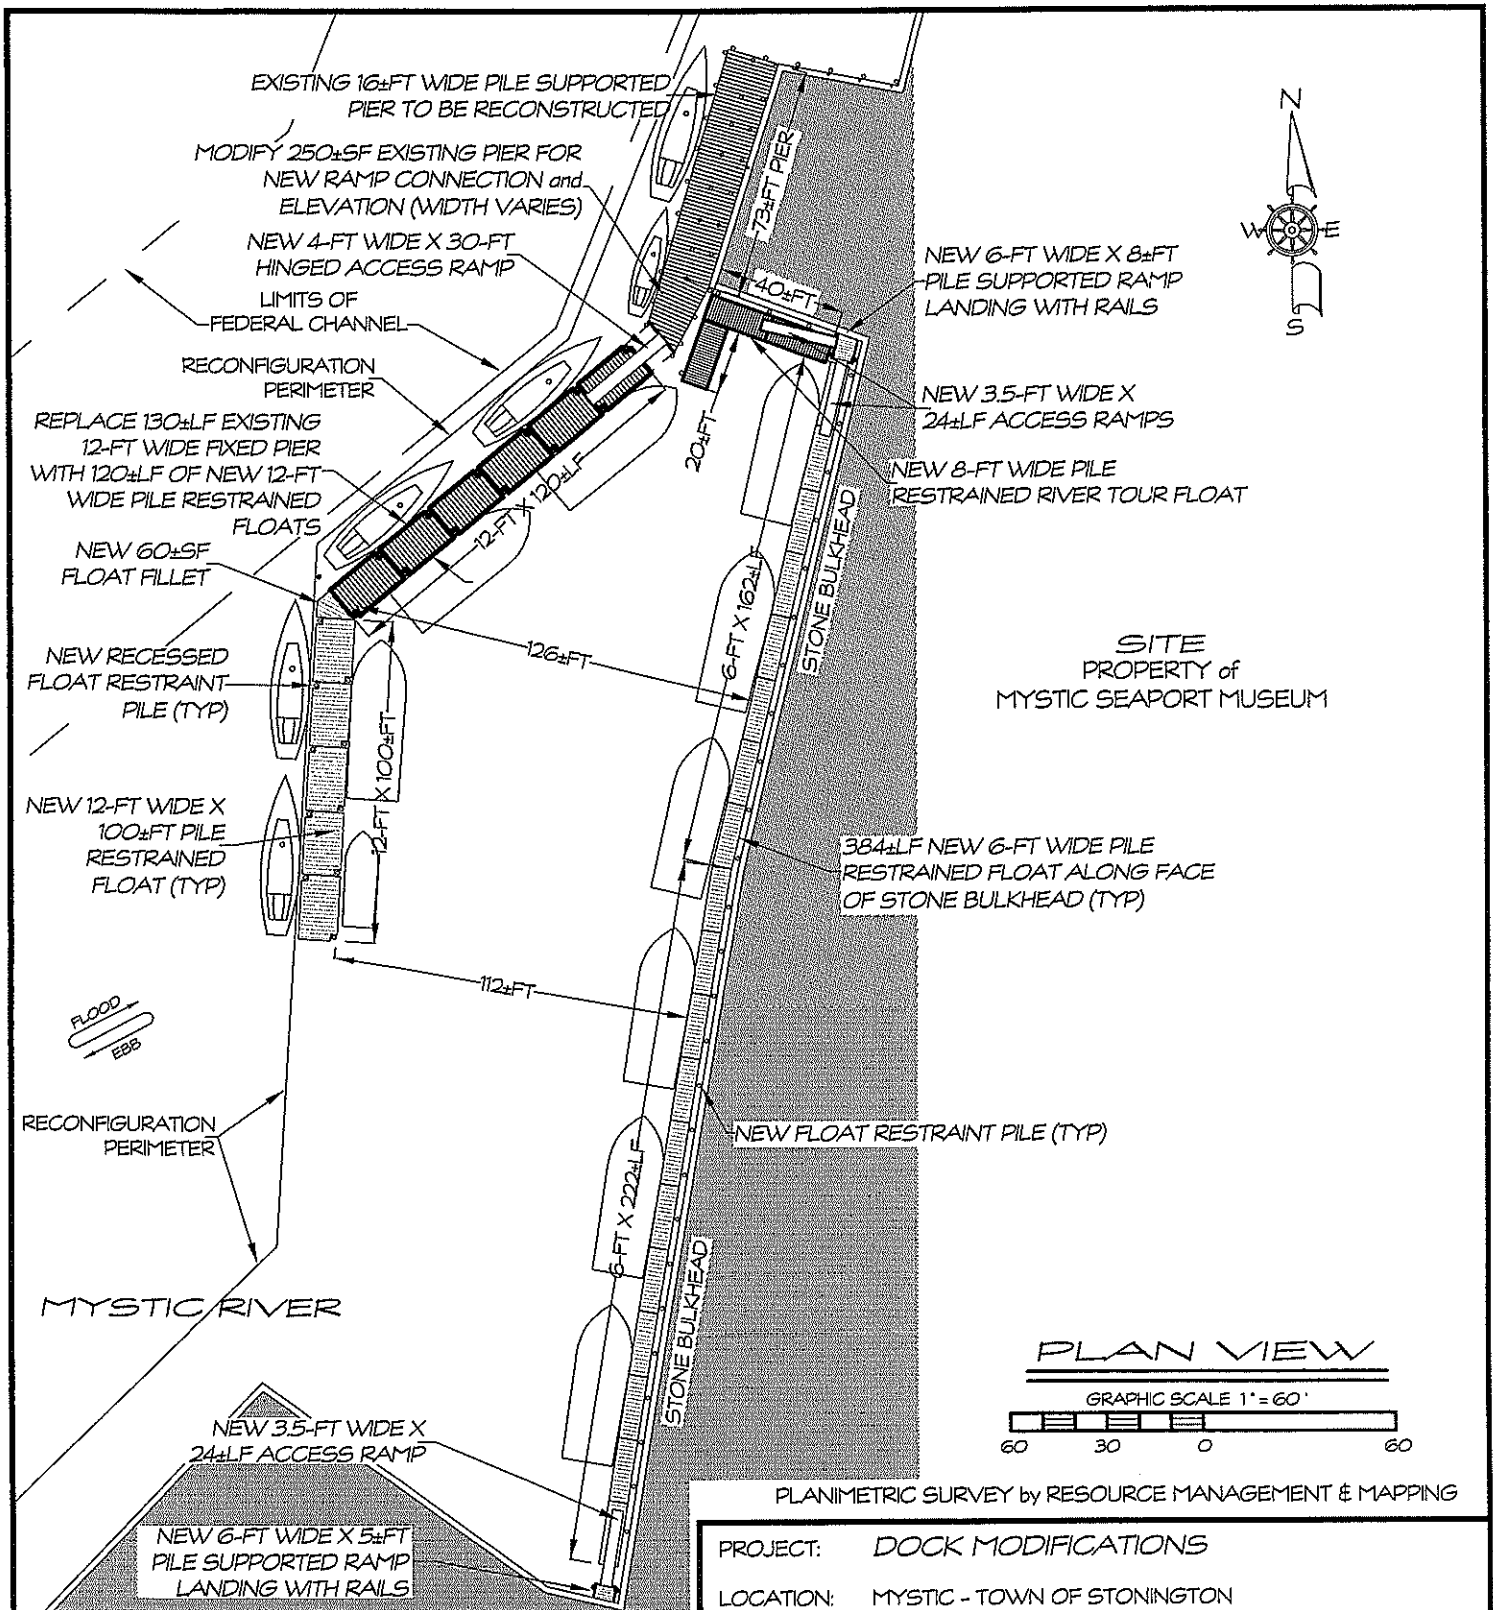 EXISTING 16±FT WIDE PILE SUPPORTED
PIER TO BE RECONSTRUCTED
MODIFY 250±SF EXISTING PIER FOR
NEW RAMP CONNECTION and
ELEVATION (WIDTH VARIES)
NEW 4-FT WIDE X 30-FT
HINGED ACCESS RAMP
LIMITS OF
FEDERAL CHANNEL
RECONFIGURATION
PERIMETER
REPLACE 130±LF EXISTING
12-FT WIDE FIXED PIER
WITH 120±LF OF NEW 12-FT
WIDE PILE RESTRAINED
FLOATS
NEW 60±SF
FLOAT FILLET
NEW RECESSED
FLOAT RESTRAINT
PILE (TYP)
NEW 12-FT WIDE X
100±FT PILE
RESTRAINED
FLOAT (TYP)
73±FT PIER
40±FT
20±FT
12-FT X 120±LF
126±FT
12-FT X 100±FT
6-FT X 162±LF
STONE BULKHEAD
112±FT
6-FT X 222±LF
STONE BULKHEAD
N
W
E
S
NEW 6-FT WIDE X 8±FT
PILE SUPPORTED RAMP
LANDING WITH RAILS
NEW 3.5-FT WIDE X
24±LF ACCESS RAMPS
NEW 8-FT WIDE PILE
RESTRAINED RIVER TOUR FLOAT
SITE
PROPERTY of
MYSTIC SEAPORT MUSEUM
384±LF NEW 6-FT WIDE PILE
RESTRAINED FLOAT ALONG FACE
OF STONE BULKHEAD (TYP)
NEW FLOAT RESTRAINT PILE (TYP)
FLOOD
EBB
RECONFIGURATION
PERIMETER
MYSTIC RIVER
NEW 3.5-FT WIDE X
24±LF ACCESS RAMP
NEW 6-FT WIDE X 5±FT
PILE SUPPORTED RAMP
LANDING WITH RAILS
PLAN VIEW
GRAPHIC SCALE 1"=60'
60 30 0 60
PLANIMETRIC SURVEY by RESOURCE MANAGEMENT & MAPPING
PROJECT: DOCK MODIFICATIONS
LOCATION: MYSTIC - TOWN OF STONINGTON